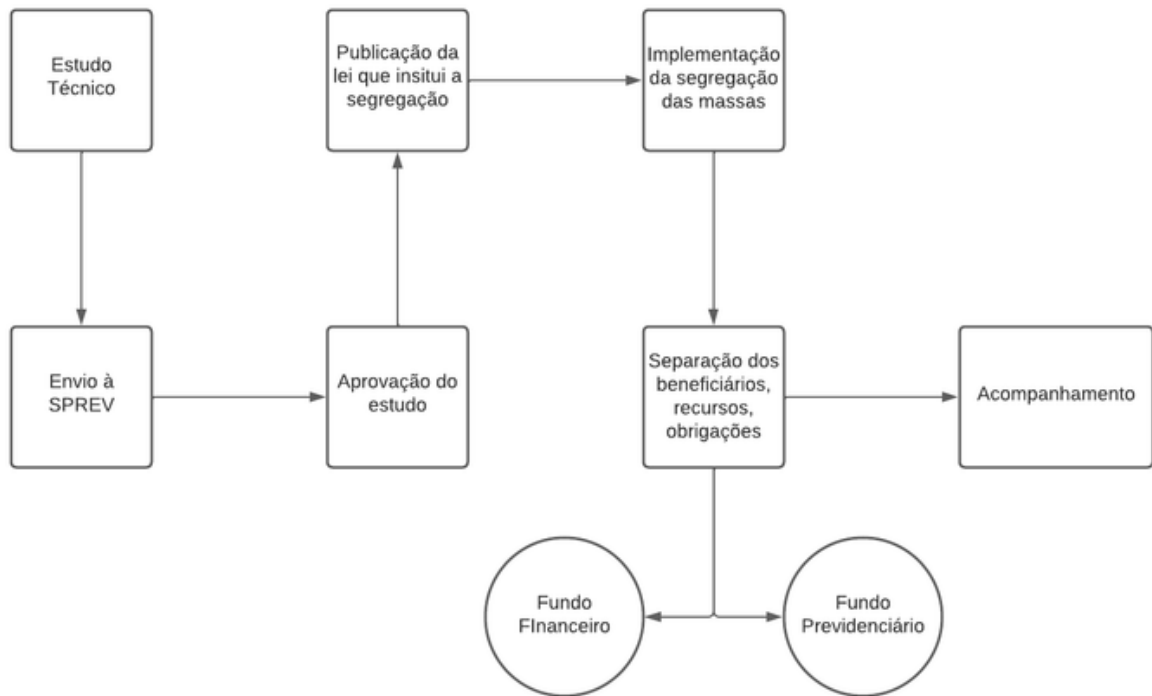 Estudo
Técnico
Publicação da
lei que insitui a
segregação
Implementação
da segregação
das massas
Envio à
SPREV
Aprovação do
estudo
Separação dos
beneficiários,
recursos,
obrigações
Acompanhamento
Fundo
FInanceiro
Fundo
Previdenciário